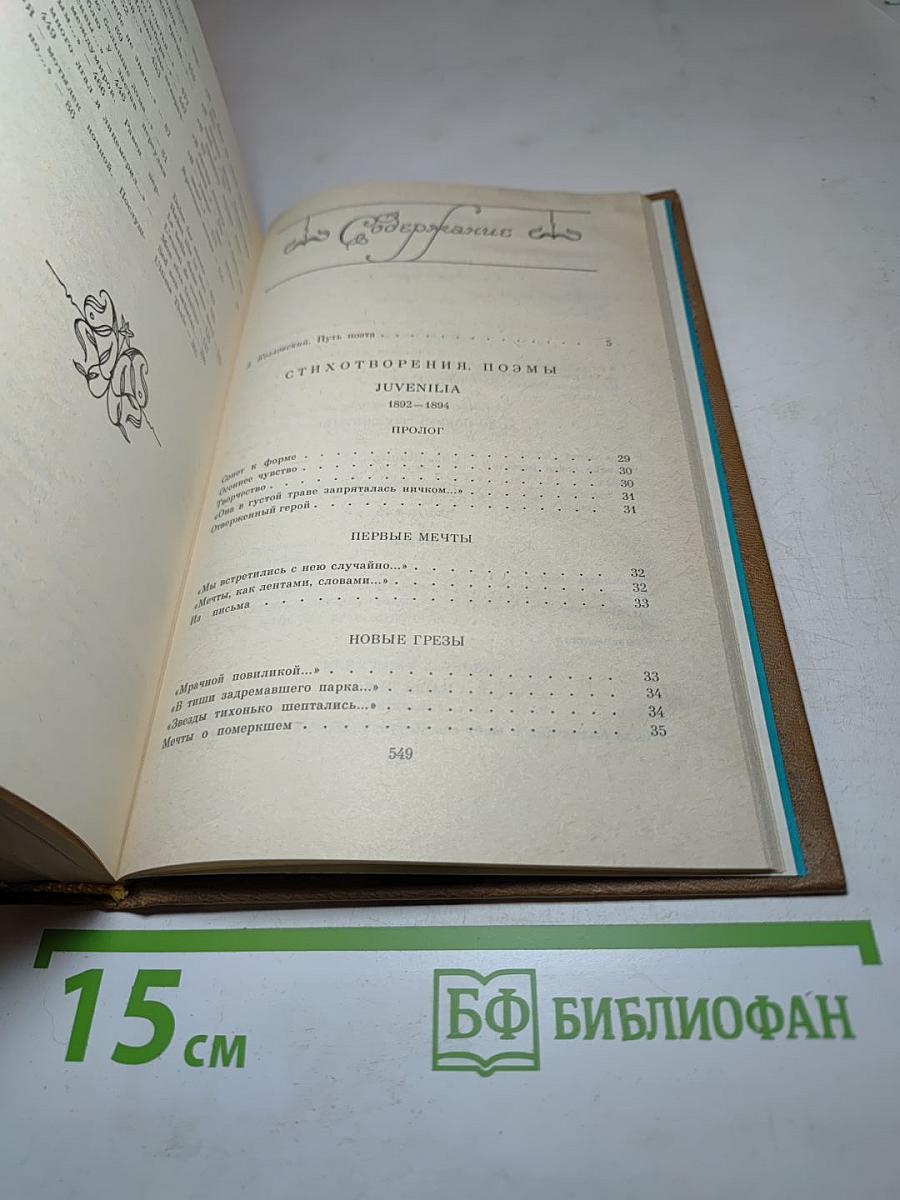 Содержание
Козловский. Путь поэта 5
СТИХОТВОРЕНИЯ. ПОЭМЫ
JUVENILIA
1892—1894
ПРОЛОГ
Сонет к форме 29
Осеннее чувство 30
Творчество 30
«Она в густой траве запряталась ничком...» 31
Отверженный герой 31
ПЕРВЫЕ МЕЧТЫ
«Мы встретились с нею случайно...» 32
«Мечты, как лентами, словами...» 32
Из письма 33
НОВЫЕ ГРЕЗЫ
«Мрачной повиликой...» 33
«В тиши задремавшего парка...» 34
«Звезды тихонько шептались...» 34
Мечты о померкшем 35
549
15 см
БФ БИБЛИОФАН